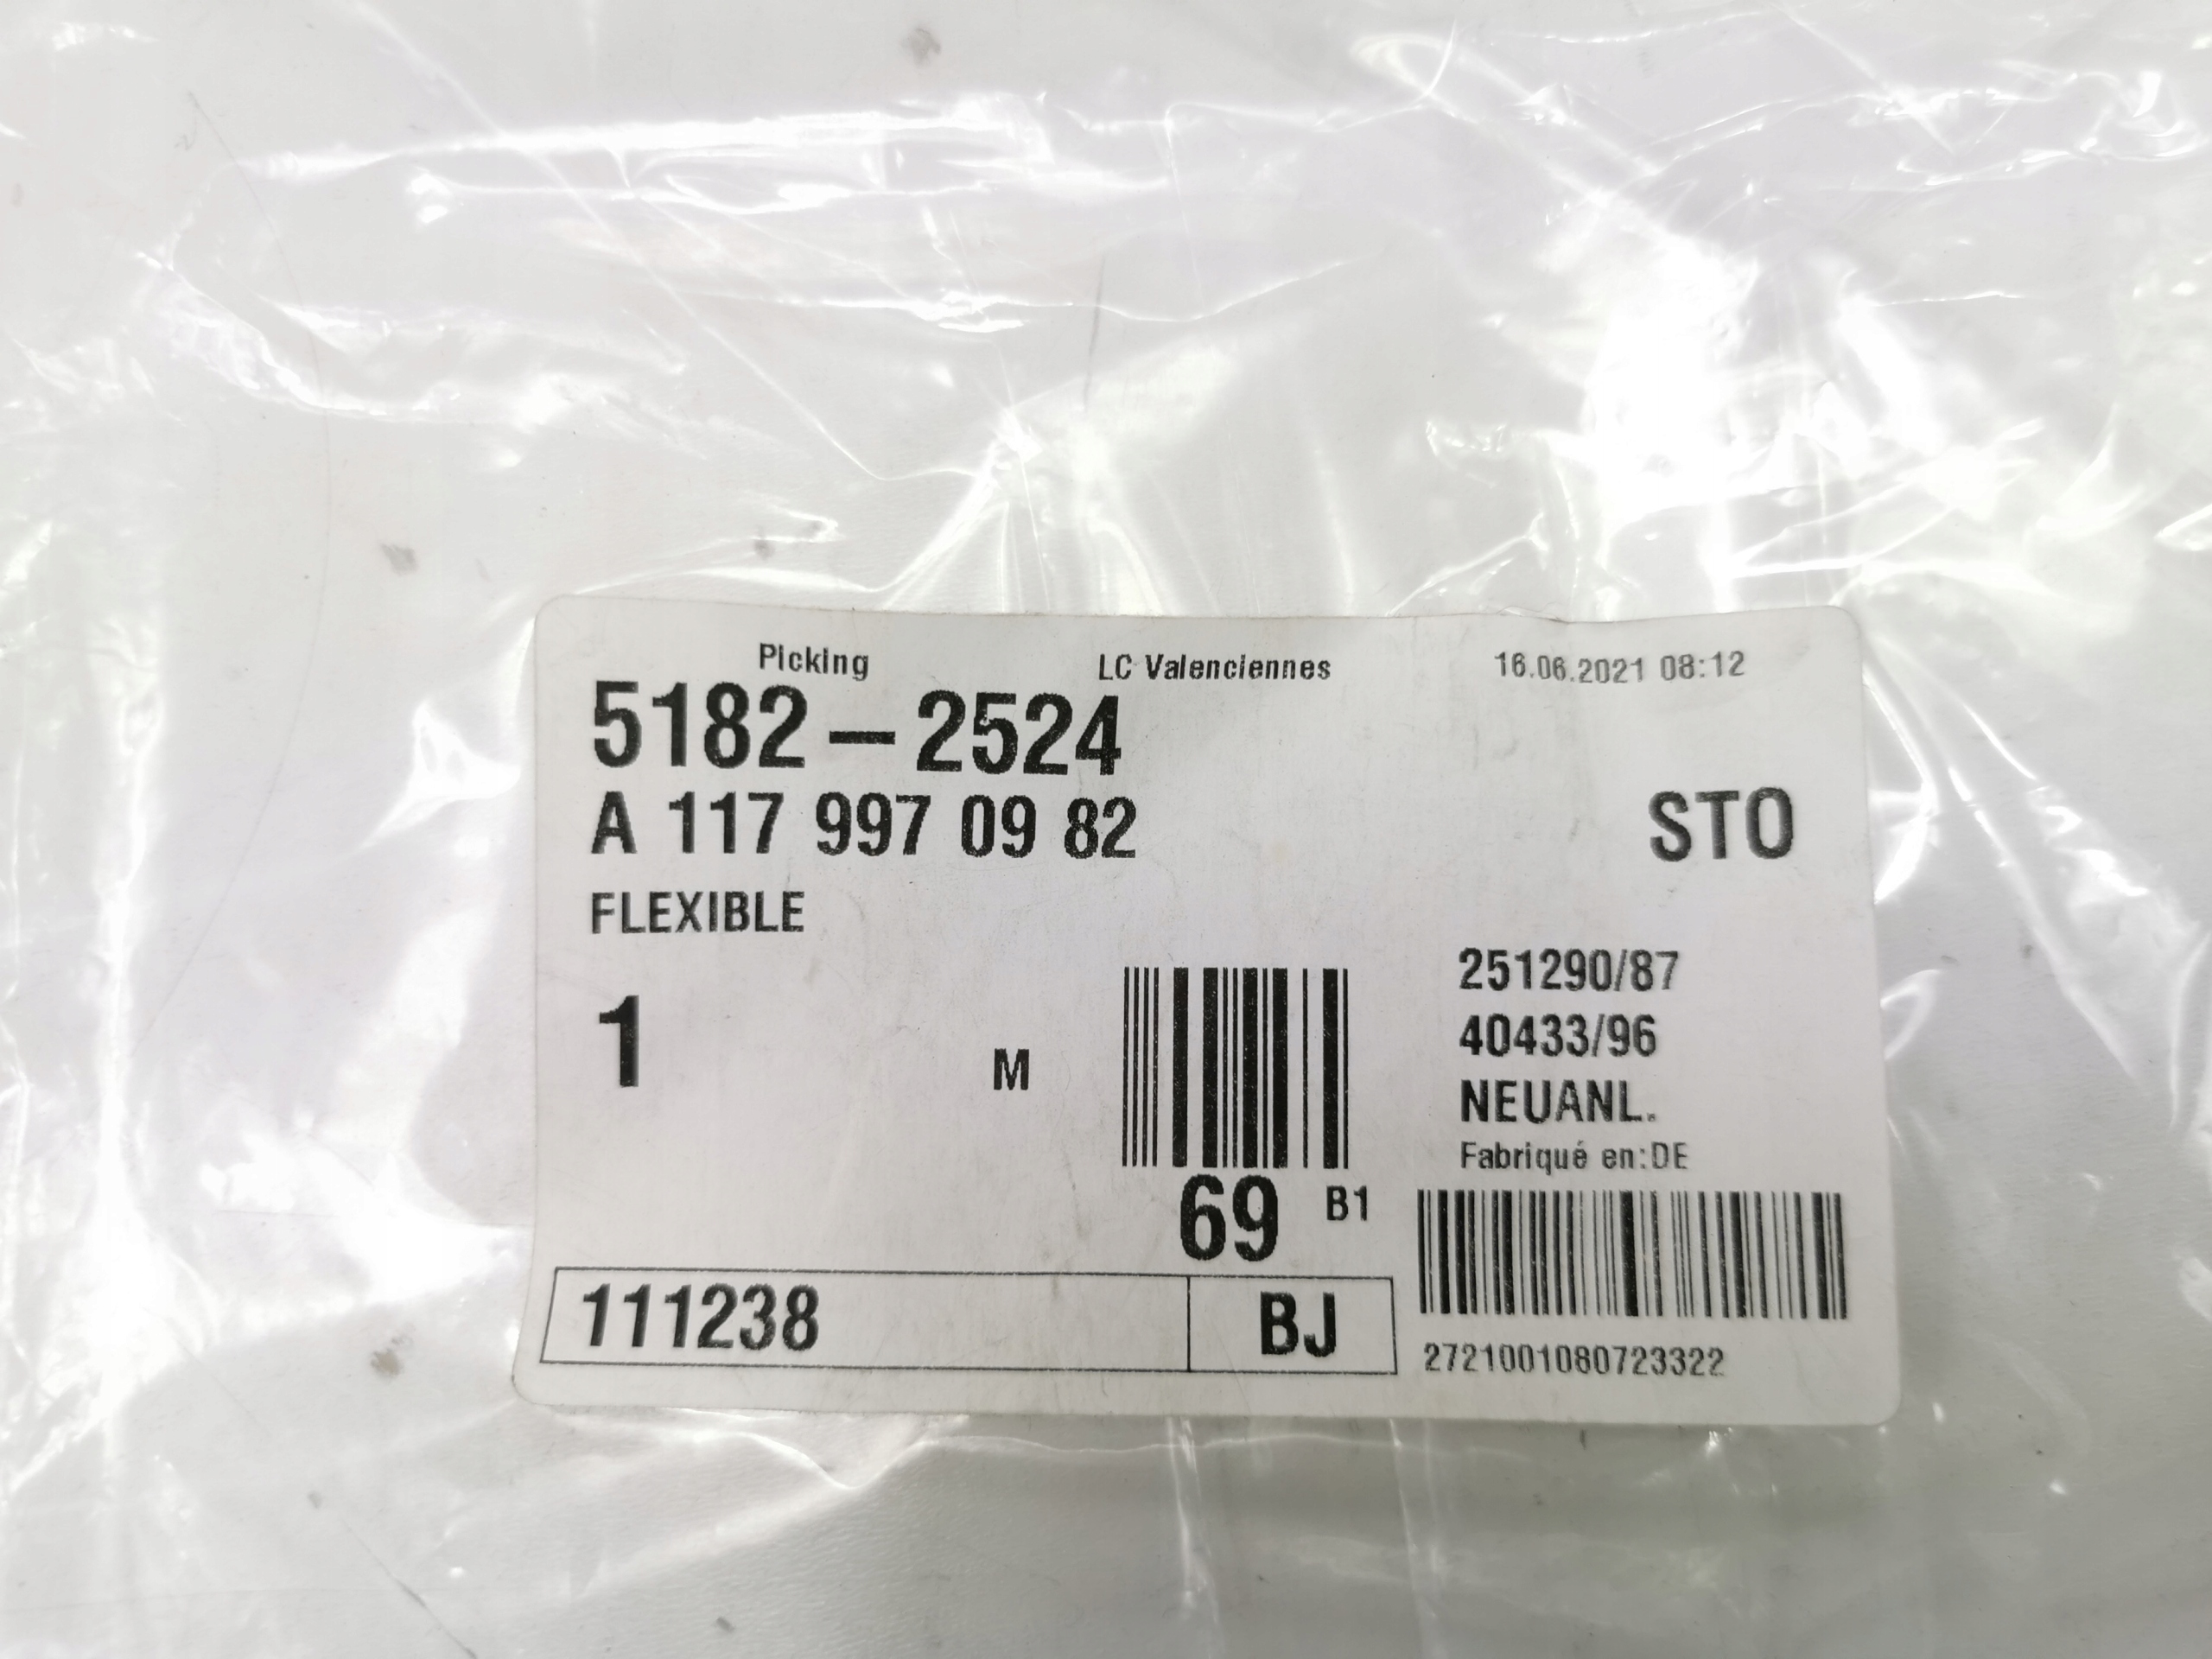 Picking LC Valenciennes 16.06.2021 08:12
5182-2524
A 117 997 09 82 STO
FLEXIBLE
251290/87
1 M 40433/96
NEUANL.
Fabriqué en:DE
69 B1
111238 BJ
2721001080723322